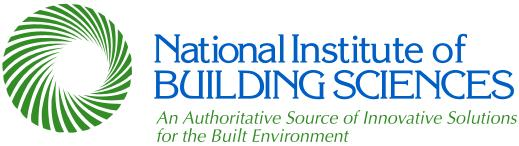 National Institute of
BUILDING SCIENCES
An Authoritative Source of Innovative Solutions
for the Built Environment